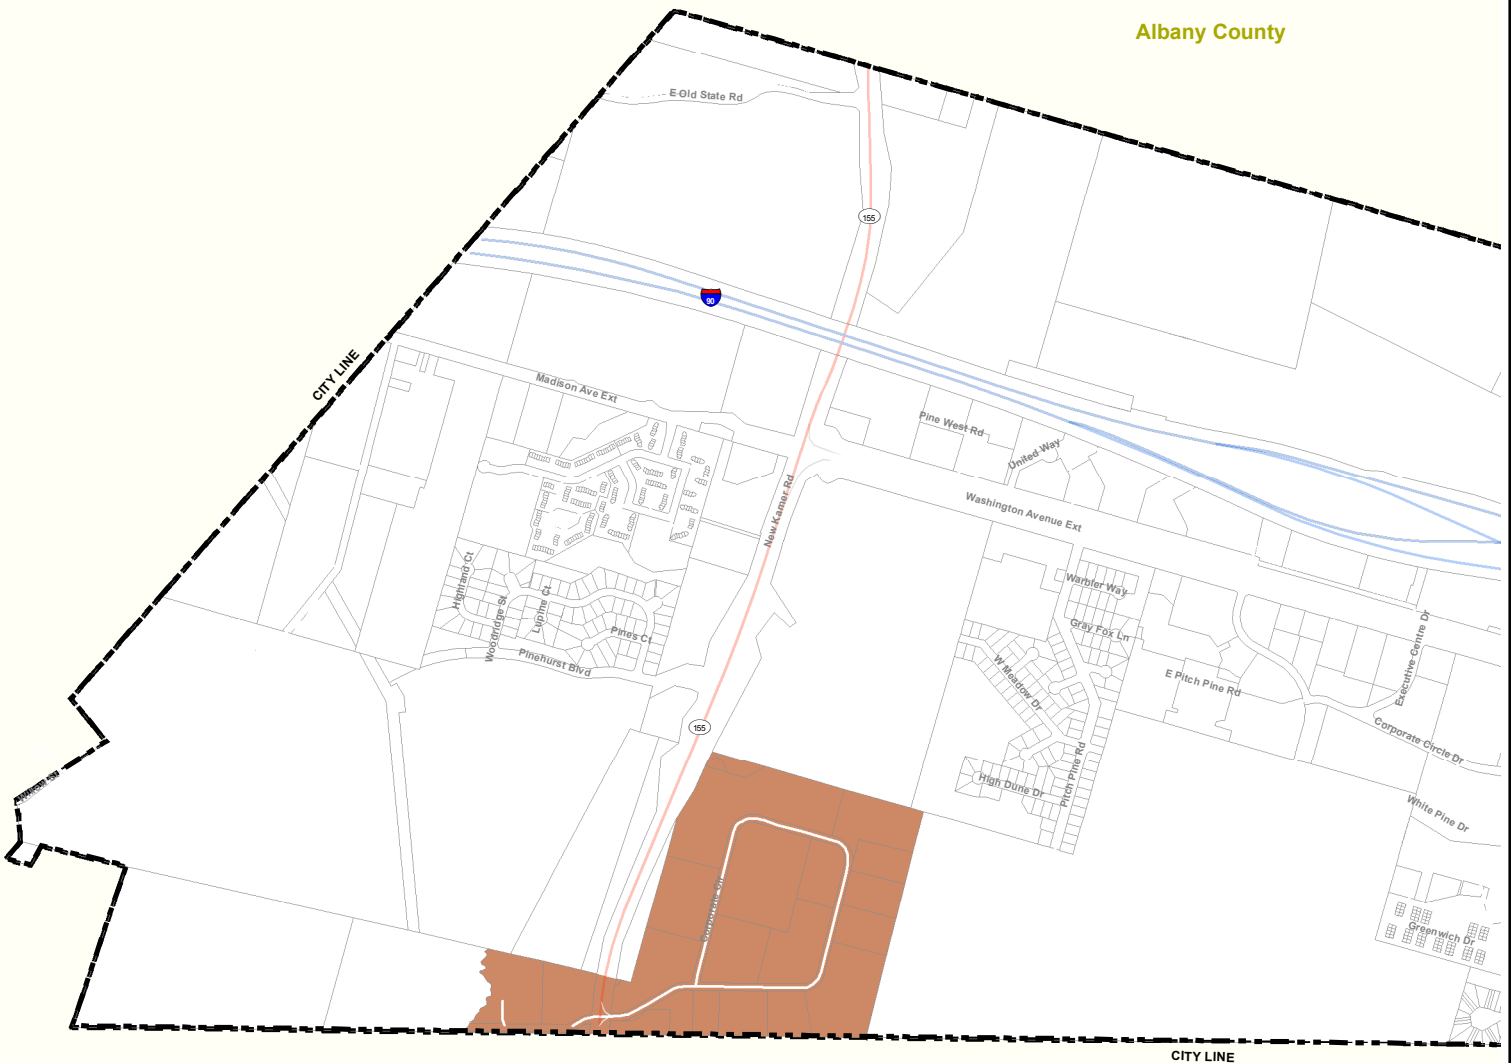 Albany County
E Old State Rd
155
90
CITY LINE
Madison Ave Ext
Pine West Rd
United Way
New Karner Rd
Washington Avenue Ext
Highland Ct
Woodridge St
Lupine Ct
Pines Ct
Pinehurst Blvd
Warbler Way
Gray Fox Ln
W Meadow Dr
E Pitch Pine Rd
Executive Centre Dr
155
Corporate Circle Dr
High Dune Dr
Pitch Pine Rd
White Pine Dr
Corporate Cir
Greenwich Dr
CITY LINE